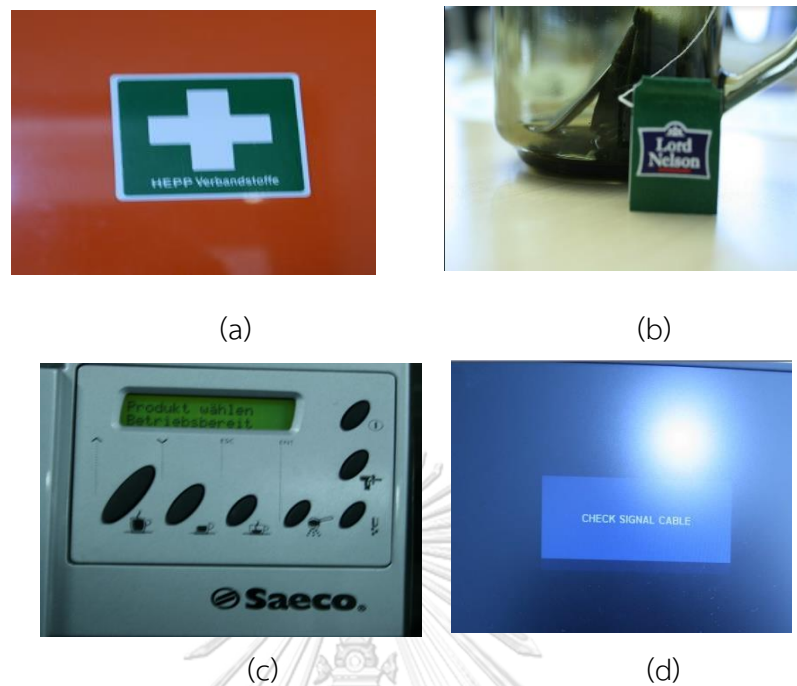 HEPP Verbandstoffe
Lord
Nelson
(a)
(b)
Produkt wählen
Betriebsbereit
ESC
ENT
Saeco.
CHECK SIGNAL CABLE
(c)
(d)